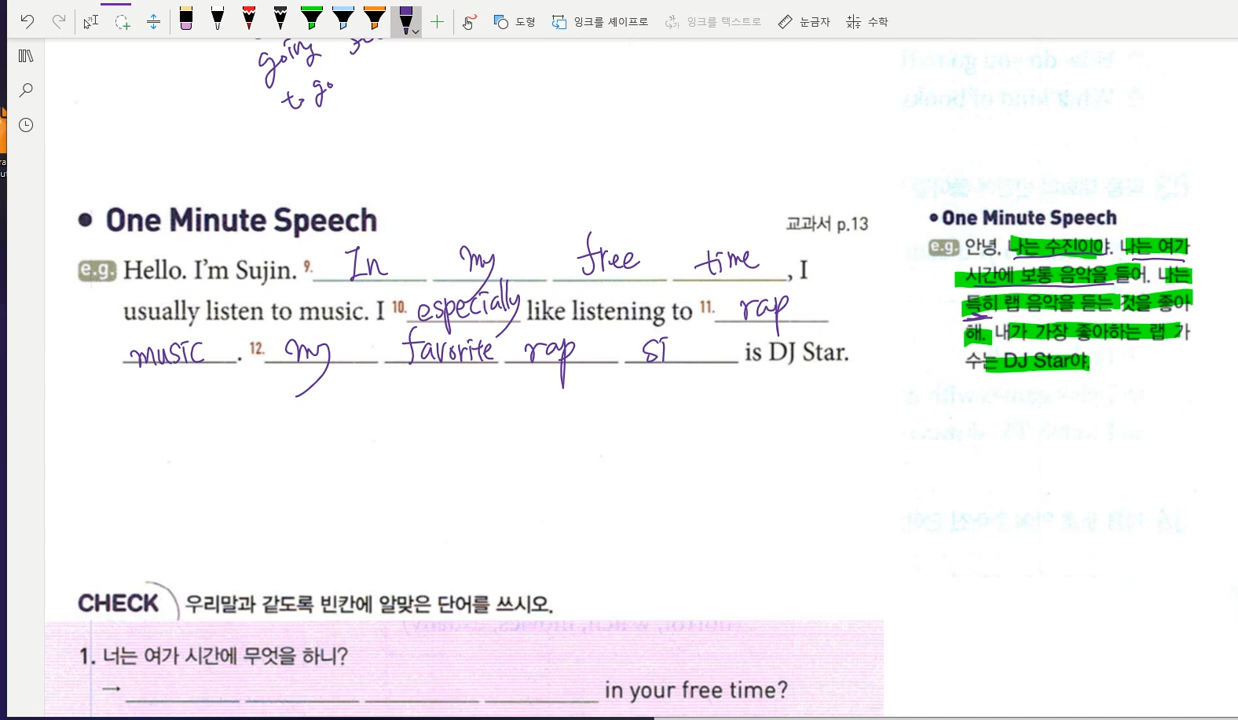 도형 잉크를 셰이프로 잉크를 텍스트로 눈금자 수학
going
to go
• One Minute Speech
교과서 p.13
e.g. Hello. I'm Sujin. 9. In my free time, I
usually listen to music. I 10. especially like listening to 11. rap
music. 12. my favorite rap si is DJ Star.
• One Minute Speech
e.g. 안녕. 나는 수진이야. 나는 여가
시간에 보통 음악을 들어. 나는
특히 랩 음악을 듣는 것을 좋아
해. 내가 가장 좋아하는 랩 가
수는 DJ Star야.
CHECK 우리말과 같도록 빈칸에 알맞은 단어를 쓰시오.
1. 너는 여가 시간에 무엇을 하니?
→ in your free time?